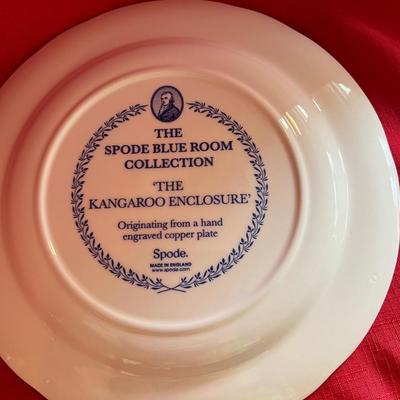 THE
SPODE BLUE ROOM
COLLECTION
'THE
KANGAROO ENCLOSURE'
Originating from a hand
engraved copper plate
Spode.
MADE IN ENGLAND
www.spode.com